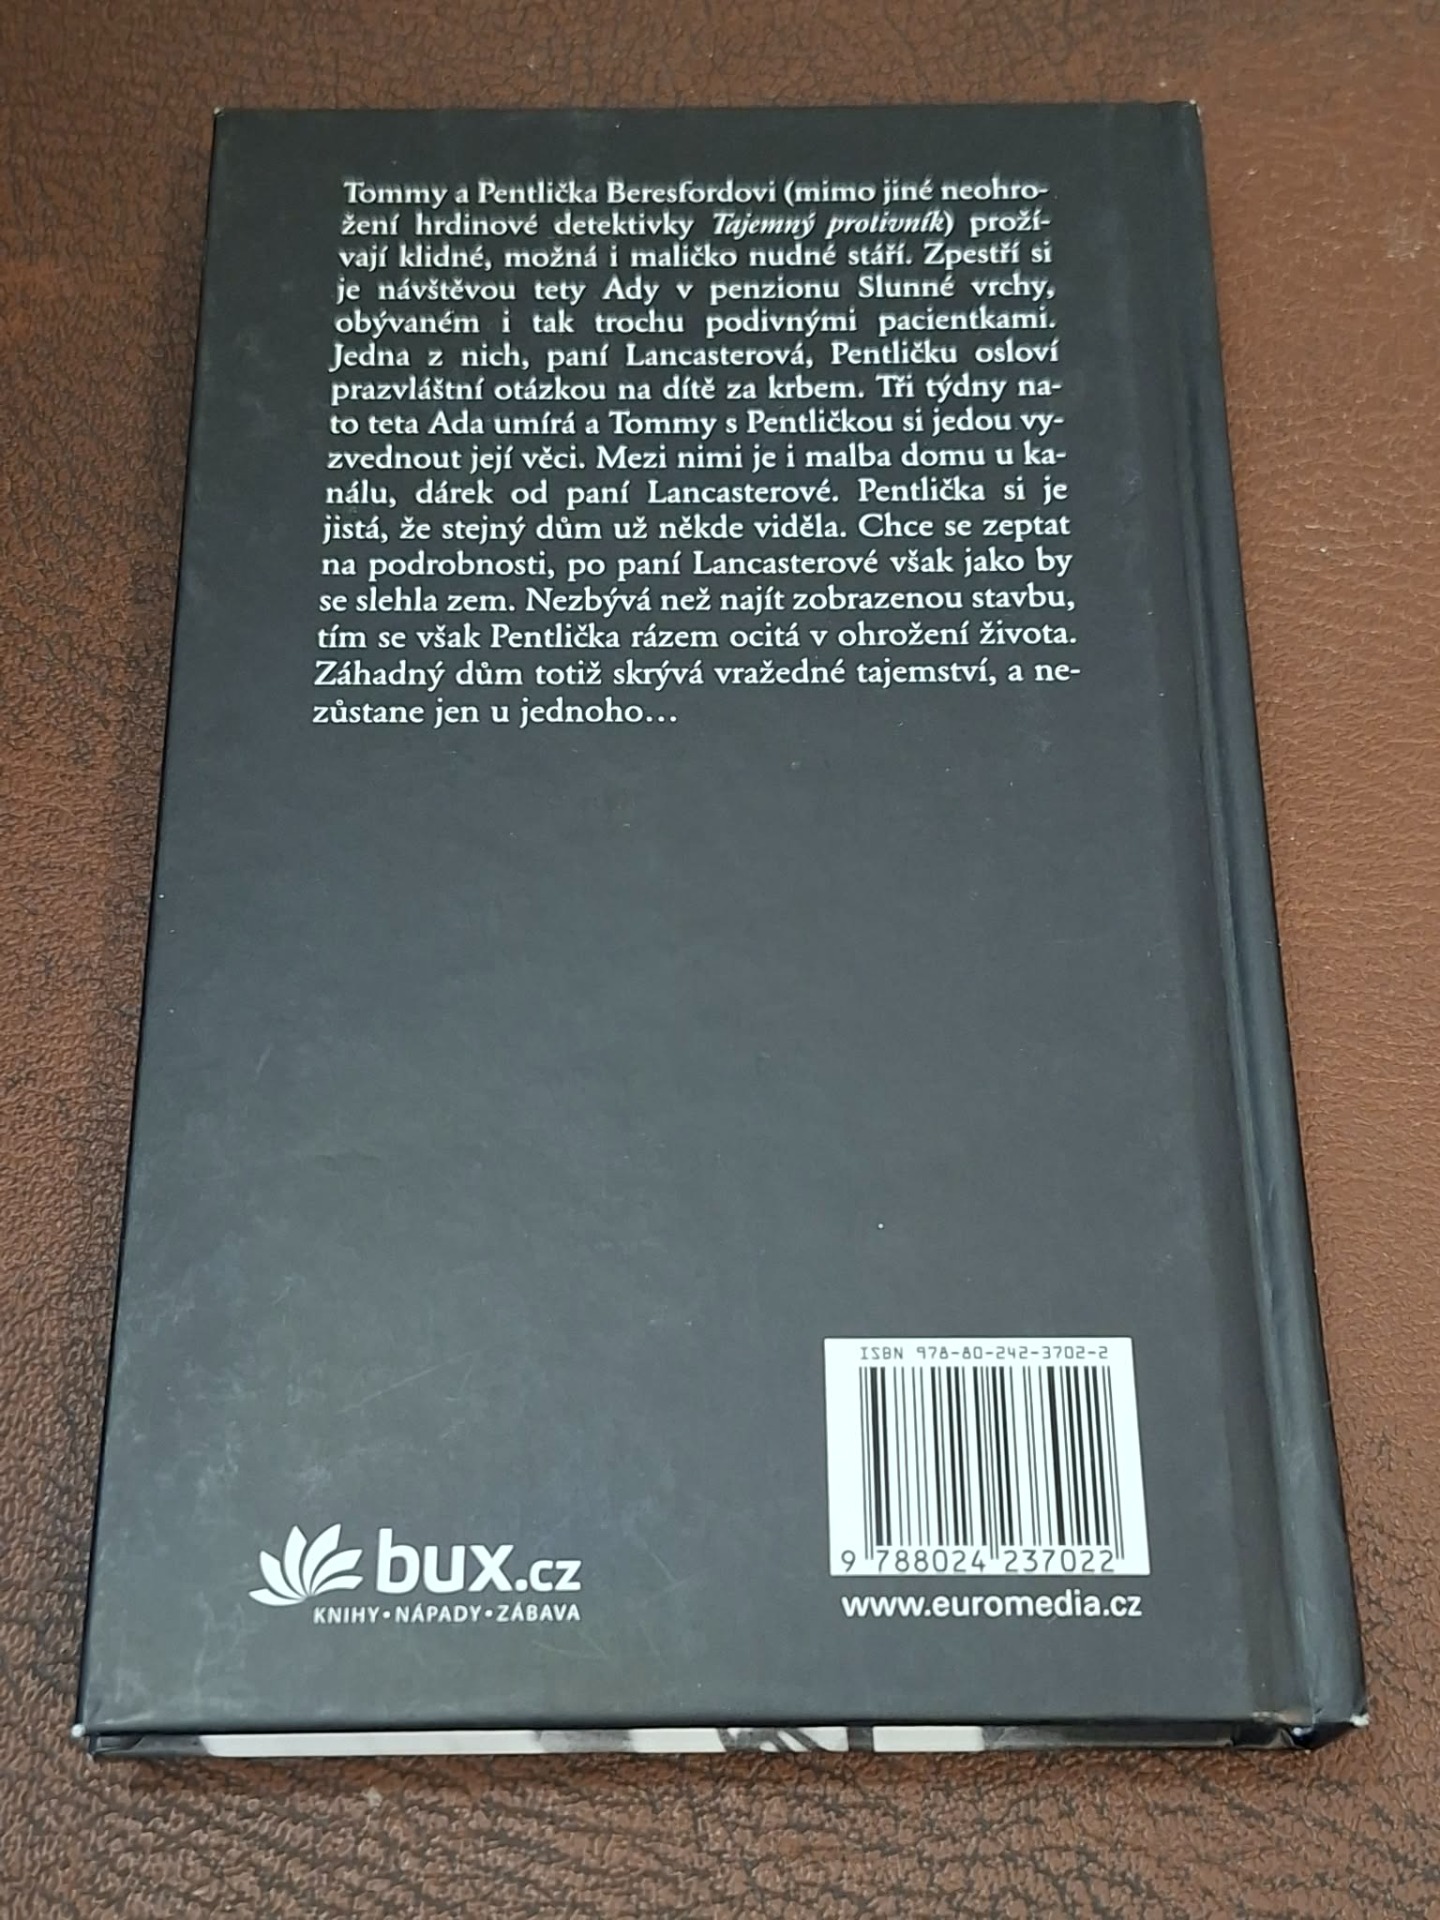 Tommy a Pentlička Beresfordovi (mimo jiné neohro-
žení hrdinové detektivky Tajemný protivník) proží-
vají klidné, možná i maličko nudné stáří. Zpestří si
je návštěvou tety Ady v penzionu Slunné vrchy,
obývaném i tak trochu podivnými pacientkami.
Jedna z nich, paní Lancasterová, Pentličku osloví
prazvláštní otázkou na dítě za krbem. Tři týdny na-
to teta Ada umírá a Tommy s Pentličkou si jedou vy-
zvednout její věci. Mezi nimi je i malba domu u ka-
nálu, dárek od paní Lancasterové. Pentlička si je
jistá, že stejný dům už někde viděla. Chce se zeptat
na podrobnosti, po paní Lancasterové však jako by
se slehla zem. Nezbývá než najít zobrazenou stavbu,
tím se však Pentlička rázem ocitá v ohrožení života.
Záhadný dům totiž skrývá vražedné tajemství, a ne-
zůstane jen u jednoho...
ISBN 978-80-242-3702-2
9 788024 237022
www.euromedia.cz
bux.cz
KNIHY • NÁPADY • ZÁBAVA